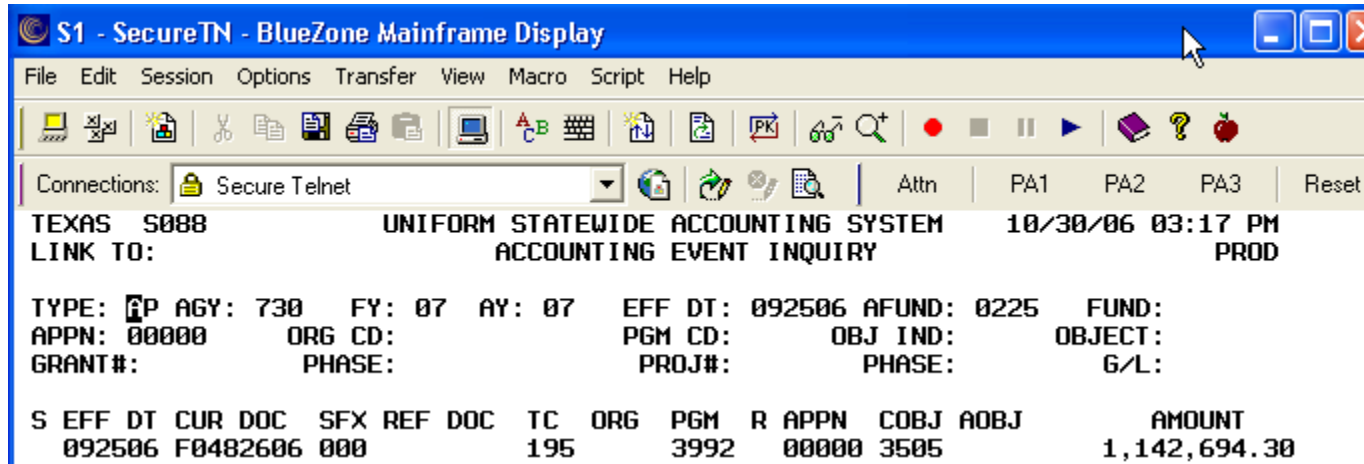 S1 - SecureTN - BlueZone Mainframe Display
File Edit Session Options Transfer View Macro Script Help
Connections: Secure Telnet Attn PA1 PA2 PA3 Reset
TEXAS S088 UNIFORM STATEWIDE ACCOUNTING SYSTEM 10/30/06 03:17 PM
LINK TO: ACCOUNTING EVENT INQUIRY PROD
TYPE: AP AGY: 730 FY: 07 AY: 07 EFF DT: 092506 AFUND: 0225 FUND:
APPN: 00000 ORG CD: PGM CD: OBJ IND: OBJECT:
GRANT#: PHASE: PROJ#: PHASE: G/L:
S EFF DT CUR DOC SFX REF DOC TC ORG PGM R APPN COBJ AOBJ AMOUNT
092506 F0482606 000 195 3992 00000 3505 1,142,694.30